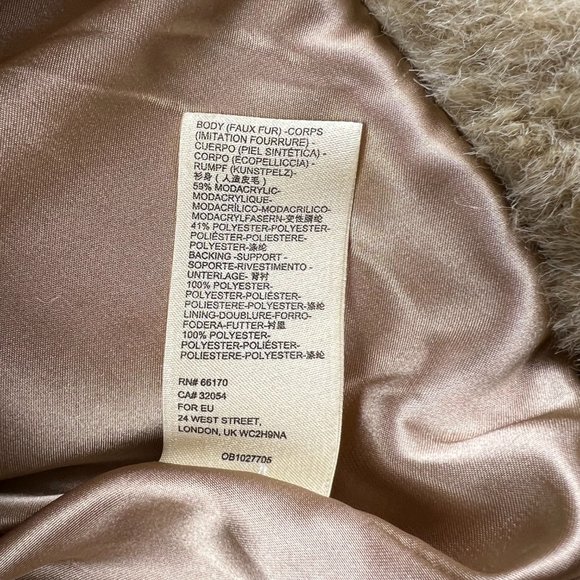 BODY (FAUX FUR) -CORPS
(IMITATION FOURRURE) -
CUERPO (PIEL SINTÉTICA) -
CORPO (ECOPELLICCIA) -
RUMPF (KUNSTPELZ)-
衫身 (人造皮毛)
59% MODACRYLIC-
MODACRYLIQUE-
MODACRÍLICO-MODACRILICO-
MODACRYLFASERN-变性腈纶
41% POLYESTER-POLYESTER-
POLIÉSTER-POLIESTERE-
POLYESTER-涤纶
BACKING -SUPPORT -
SOPORTE-RIVESTIMENTO -
UNTERLAGE- 背衬
100% POLYESTER-
POLYESTER-POLIÉSTER-
POLIESTERE-POLYESTER-涤纶
LINING-DOUBLURE-FORRO-
FODERA-FUTTER-衬里
100% POLYESTER-
POLYESTER-POLIÉSTER-
POLIESTERE-POLYESTER-涤纶
RN# 66170
CA# 32054
FOR EU
24 WEST STREET,
LONDON, UK WC2H9NA
OB1027705